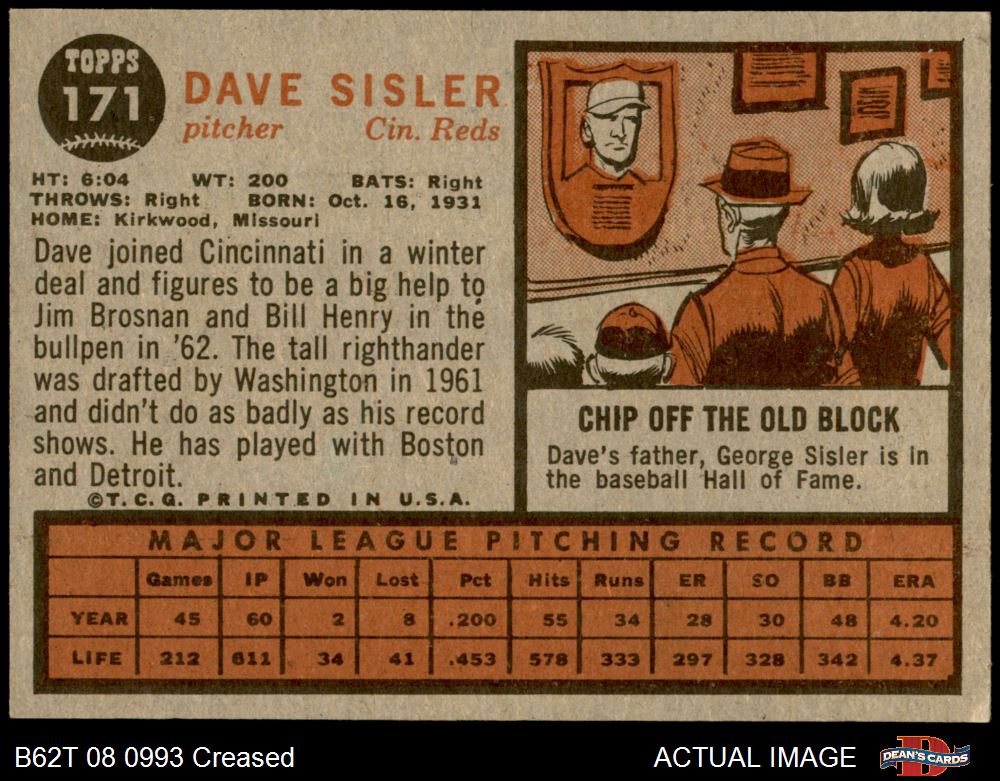 TOPPS
171
DAVE SISLER
pitcher Cin. Reds
HT: 6:04 WT: 200 BATS: Right
THROWS: Right BORN: Oct. 16, 1931
HOME: Kirkwood, Missouri
Dave joined Cincinnati in a winter
deal and figures to be a big help to
Jim Brosnan and Bill Henry in the
bullpen in '62. The tall righthander
was drafted by Washington in 1961
and didn't do as badly as his record
shows. He has played with Boston
and Detroit.
©T.C.G. PRINTED IN U.S.A.
CHIP OFF THE OLD BLOCK
Dave's father, George Sisler is in
the baseball Hall of Fame.
MAJOR LEAGUE PITCHING RECORD
Games IP Won Lost Pct Hits Runs ER SO BB ERA
YEAR 45 60 2 8 .200 55 34 28 30 48 4.20
LIFE 212 611 34 41 .453 578 333 297 328 342 4.37
B62T 08 0993 Creased ACTUAL IMAGE DEAN'S CARDS